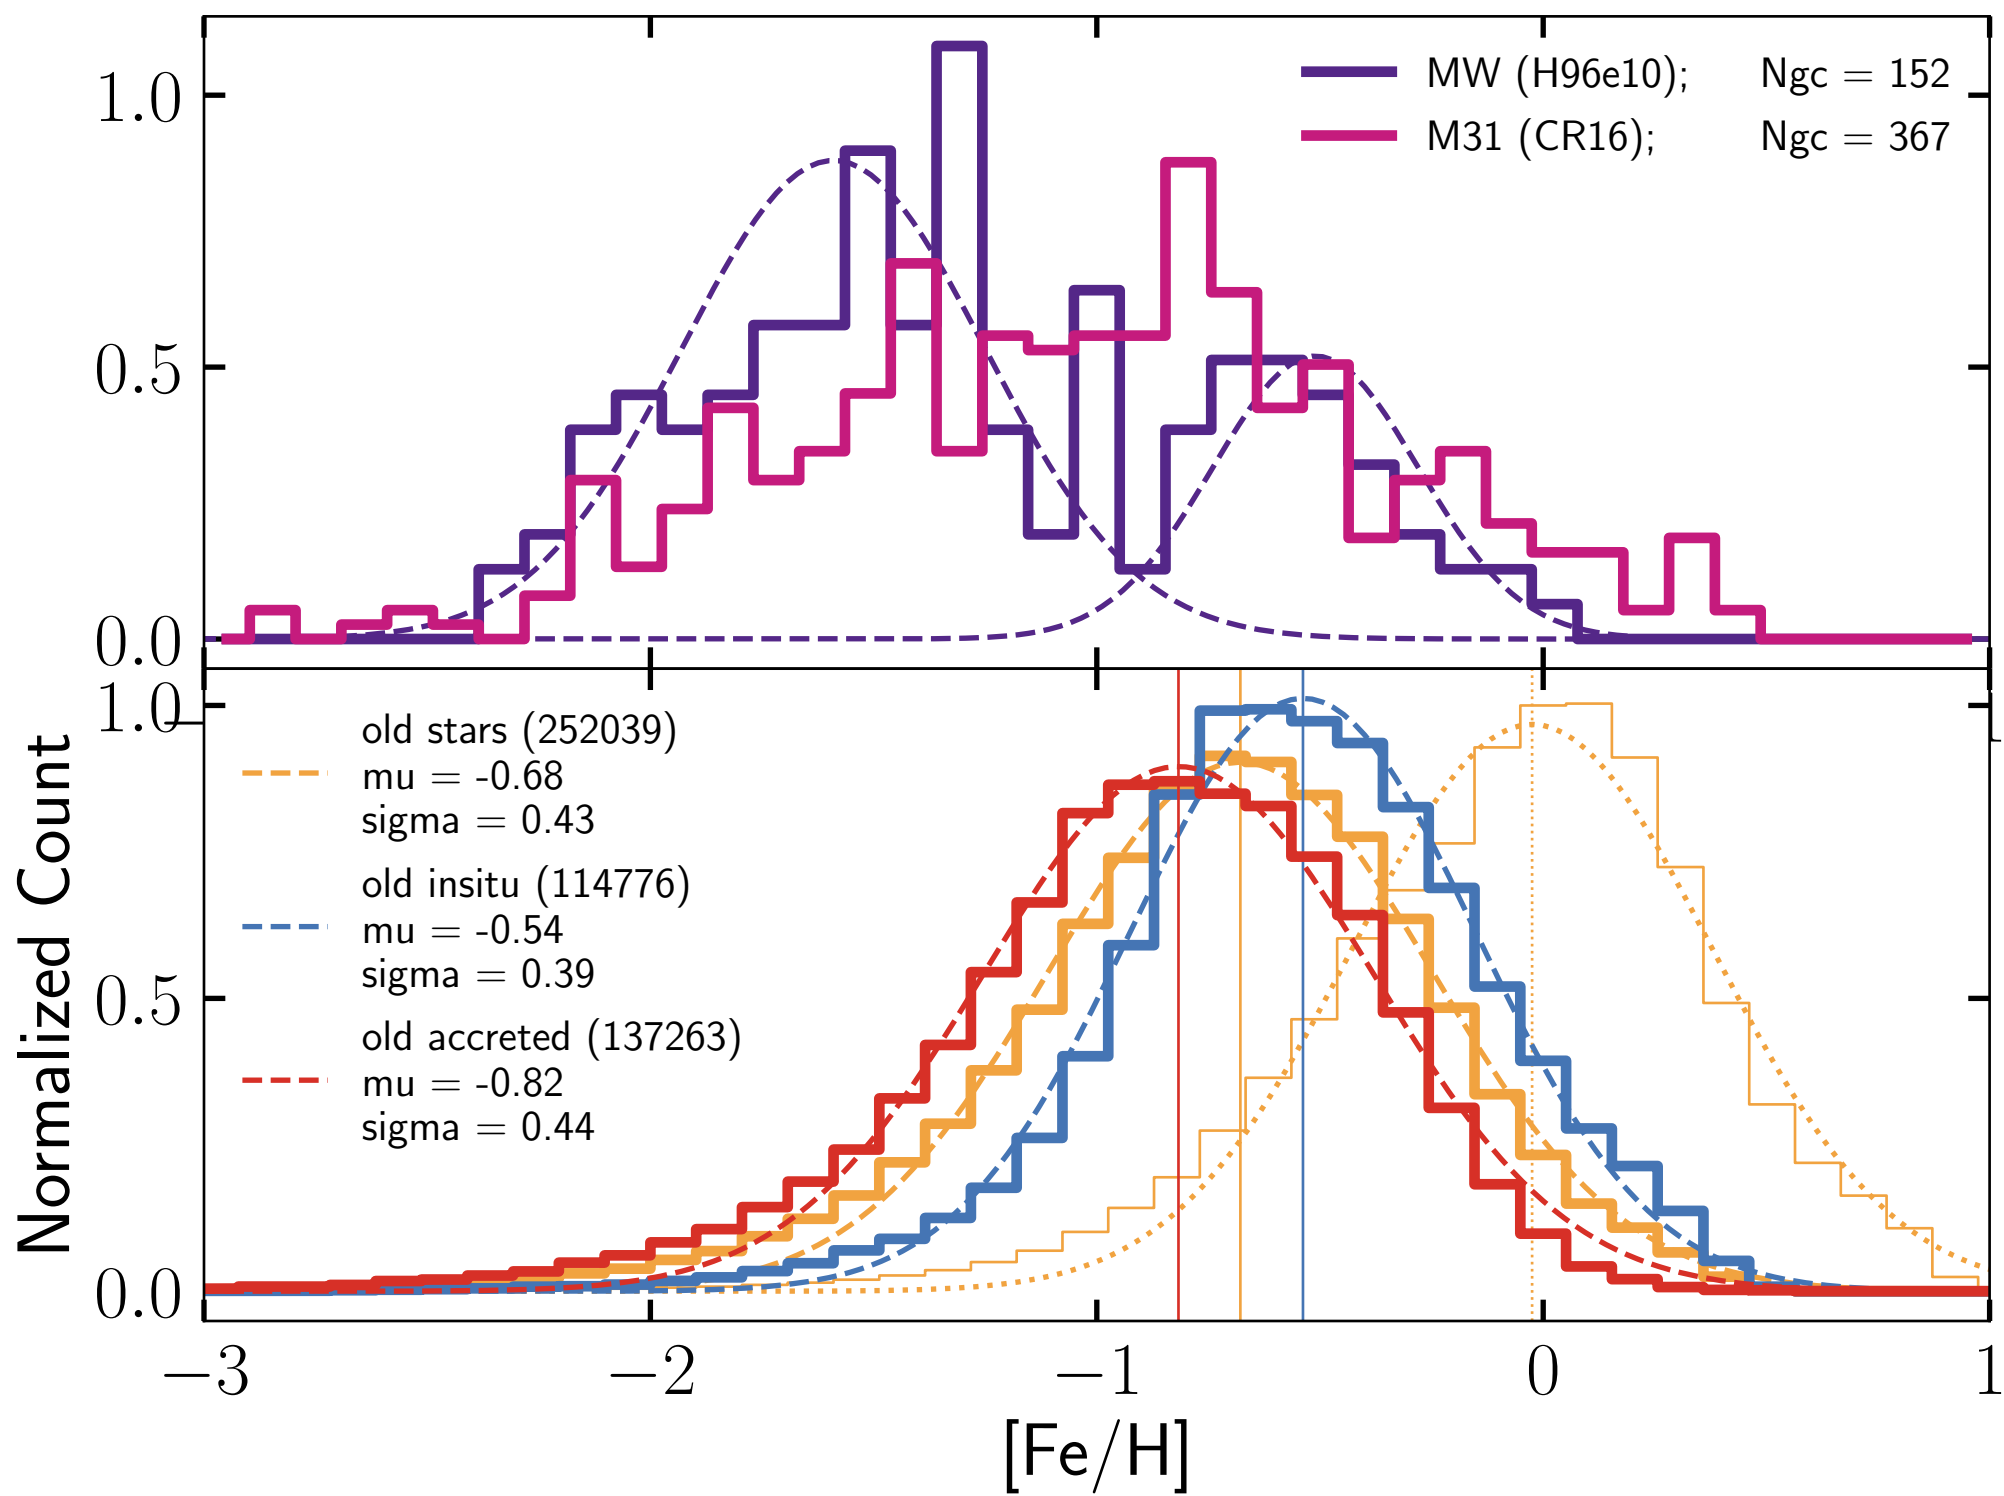 1.0
0.5
0.0
MW (H96e10); Ngc = 152
M31 (CR16); Ngc = 367
1.0
0.5
0.0
Normalized Count
old stars (252039)
mu = -0.68
sigma = 0.43
old insitu (114776)
mu = -0.54
sigma = 0.39
old accreted (137263)
mu = -0.82
sigma = 0.44
−3 −2 −1 0 1
[Fe/H]